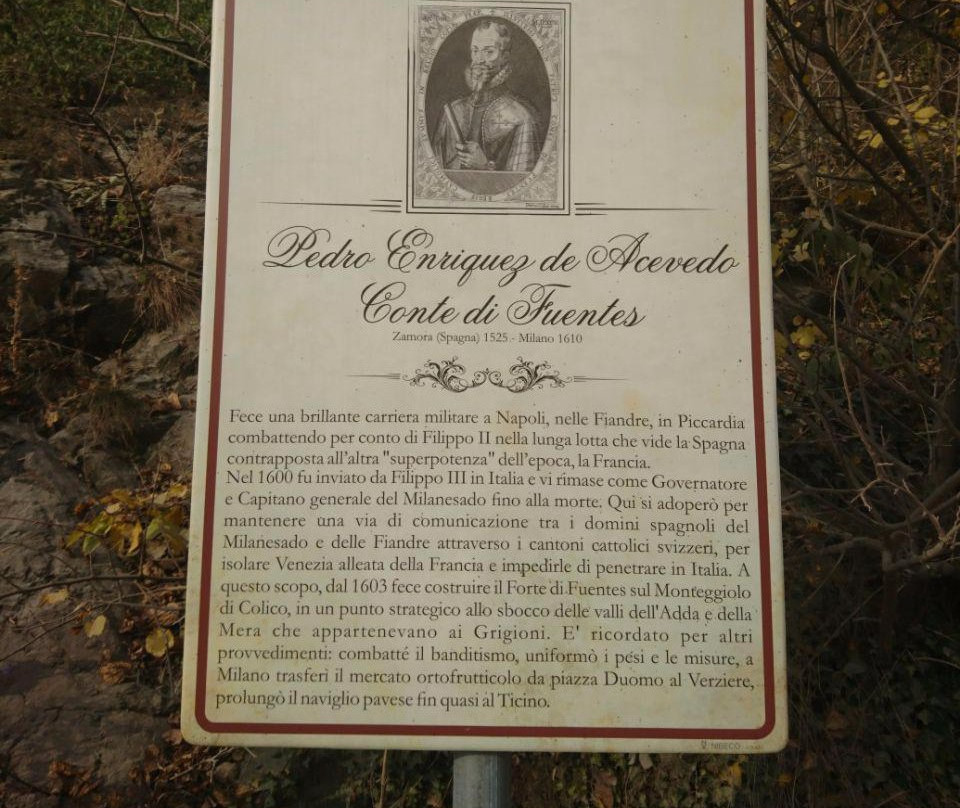 Pedro Enriquez de Acevedo
Conte di Fuentes
Zamora (Spagna) 1525 - Milano 1610
Fece una brillante carriera militare a Napoli, nelle Fiandre, in Piccardia
combattendo per conto di Filippo II nella lunga lotta che vide la Spagna
contrapposta all'altra "superpotenza" dell'epoca, la Francia.
Nel 1600 fu inviato da Filippo III in Italia e vi rimase come Governatore
e Capitano generale del Milanesado fino alla morte. Qui si adoperò per
mantenere una via di comunicazione tra i domini spagnoli del
Milanesado e delle Fiandre attraverso i cantoni cattolici svizzeri, per
isolare Venezia alleata della Francia e impedirle di penetrare in Italia. A
questo scopo, dal 1603 fece costruire il Forte di Fuentes sul Monteggiolo
di Colico, in un punto strategico allo sbocco delle valli dell'Adda e della
Mera che appartenevano ai Grigioni. E' ricordato per altri
provvedimenti: combatté il banditismo, uniformò i pesi e le misure, a
Milano trasferì il mercato ortofrutticolo da piazza Duomo al Verziere,
prolungò il naviglio pavese fin quasi al Ticino.
NIBECO